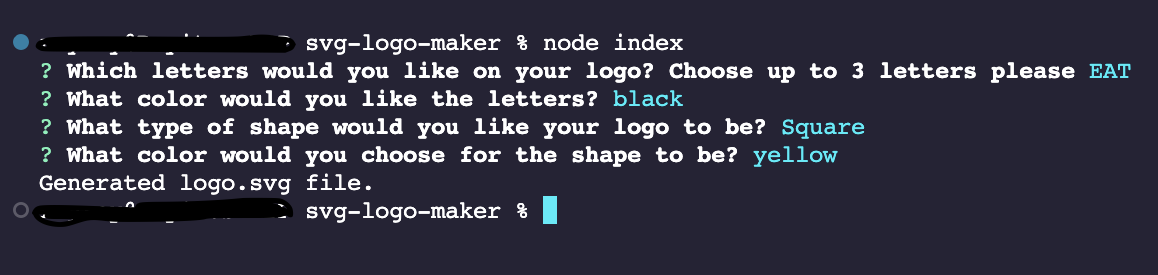 svg-logo-maker % node index
? Which letters would you like on your logo? Choose up to 3 letters please EAT
? What color would you like the letters? black
? What type of shape would you like your logo to be? Square
? What color would you choose for the shape to be? yellow
Generated logo.svg file.
svg-logo-maker %